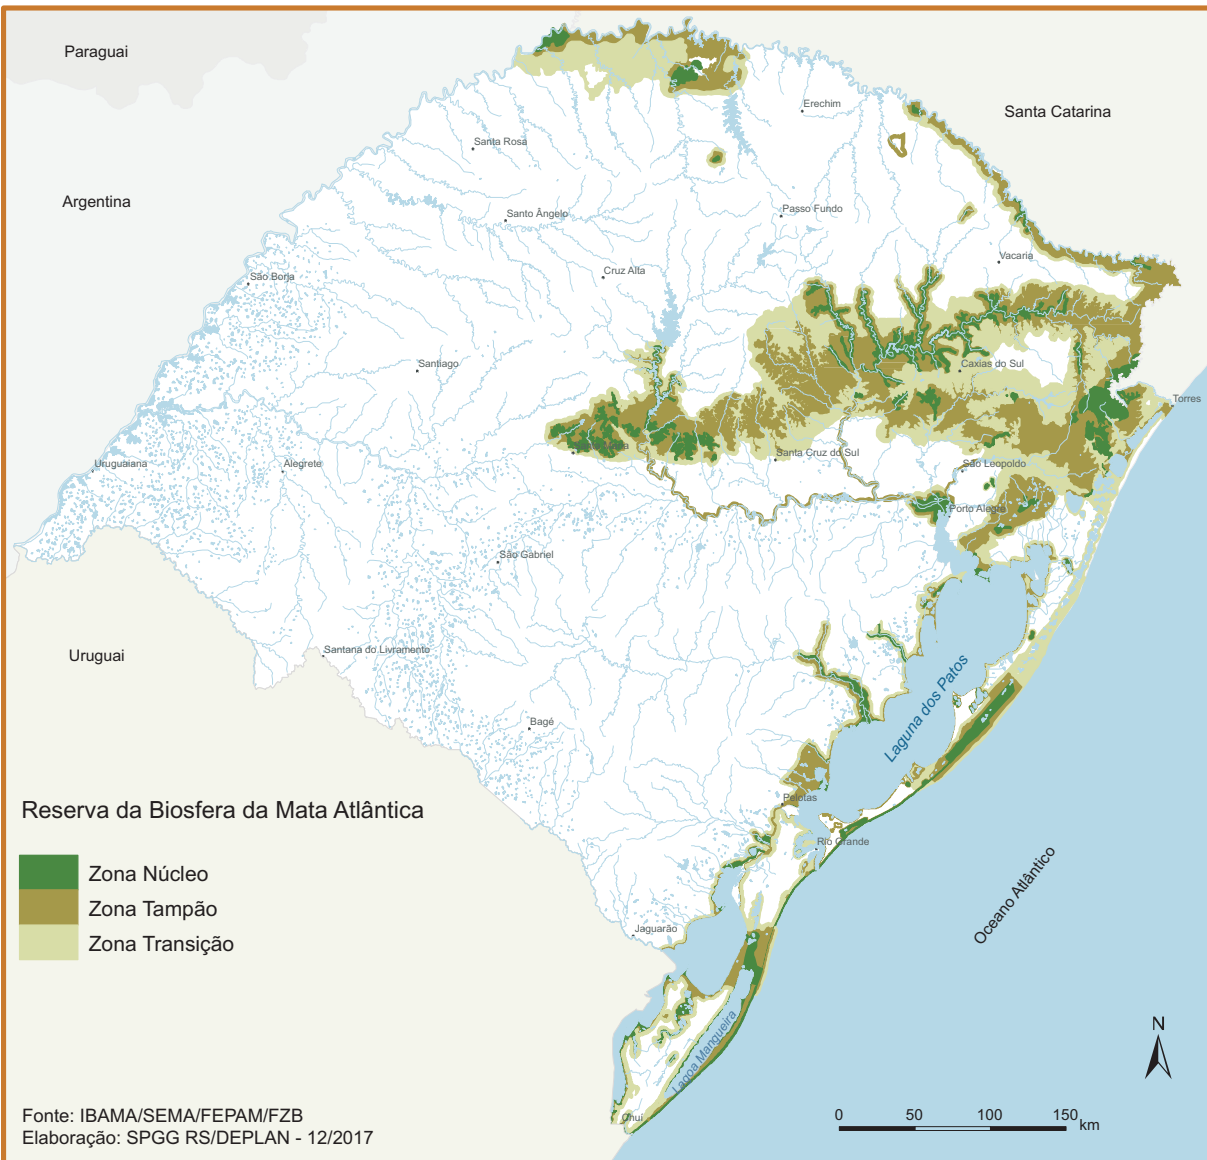 Paraguai
Santa Catarina
Erechim
Santa Rosa
Argentina
Santo Ângelo
Passo Fundo
Vacaria
São Borja
Cruz Alta
Santiago
Caxias do Sul
Torres
Uruguaiana
Alegrete
Santa Cruz do Sul
São Leopoldo
Porto Alegre
São Gabriel
Uruguai
Santana do Livramento
Laguna dos Patos
Bagé
Pelotas
Rio Grande
Oceano Atlântico
Jaguarão
Lagoa Mangueira
Chuí
Reserva da Biosfera da Mata Atlântica
Zona Núcleo
Zona Tampão
Zona Transição
Fonte: IBAMA/SEMA/FEPAM/FZB
Elaboração: SPGG RS/DEPLAN - 12/2017
N
0 50 100 150
km